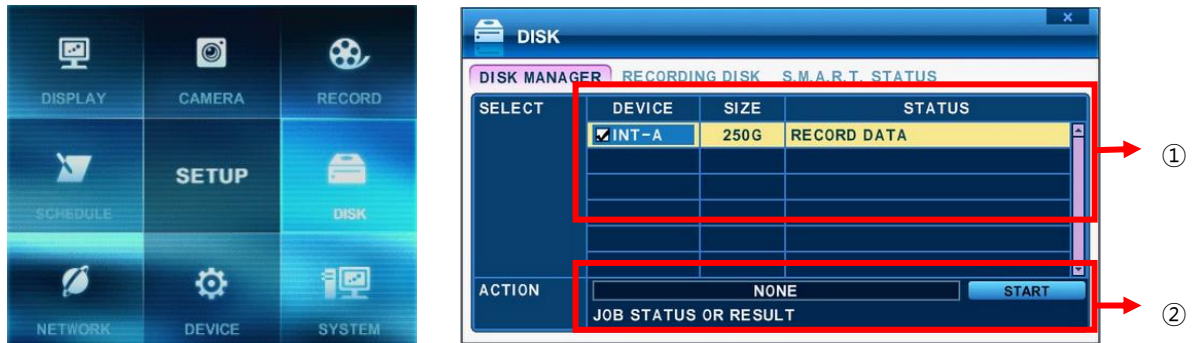 DISPLAY CAMERA RECORD
SCHEDULE SETUP DISK
NETWORK DEVICE SYSTEM
DISK
DISK MANAGER RECORDING DISK S.M.A.R.T. STATUS
SELECT DEVICE SIZE STATUS
INT-A 250G RECORD DATA
①
ACTION NONE START
JOB STATUS OR RESULT
②